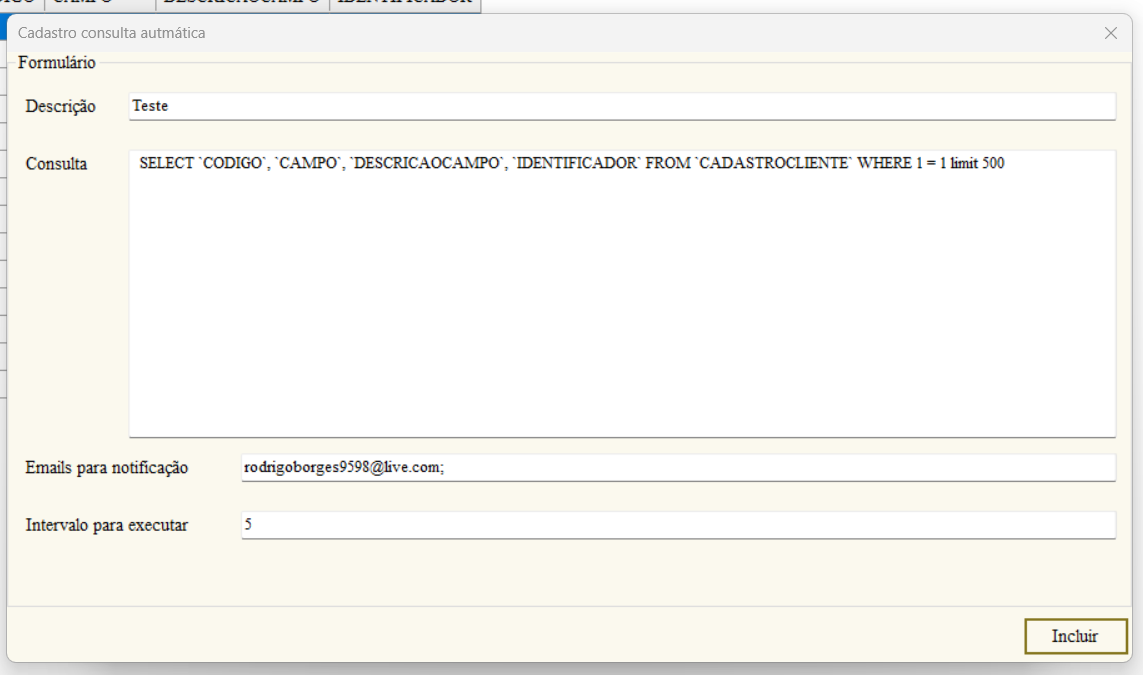 CAMPO
DESCRICAOCAMPO
IDENTIFICADOR
Cadastro consulta autmática
Formulário
Descrição
Teste
Consulta
SELECT `CODIGO`, `CAMPO`, `DESCRICAOCAMPO`, `IDENTIFICADOR` FROM `CADASTROCLIENTE` WHERE 1 = 1 limit 500
Emails para notificação
rodrigoborges9598@live.com;
Intervalo para executar
5
Incluir